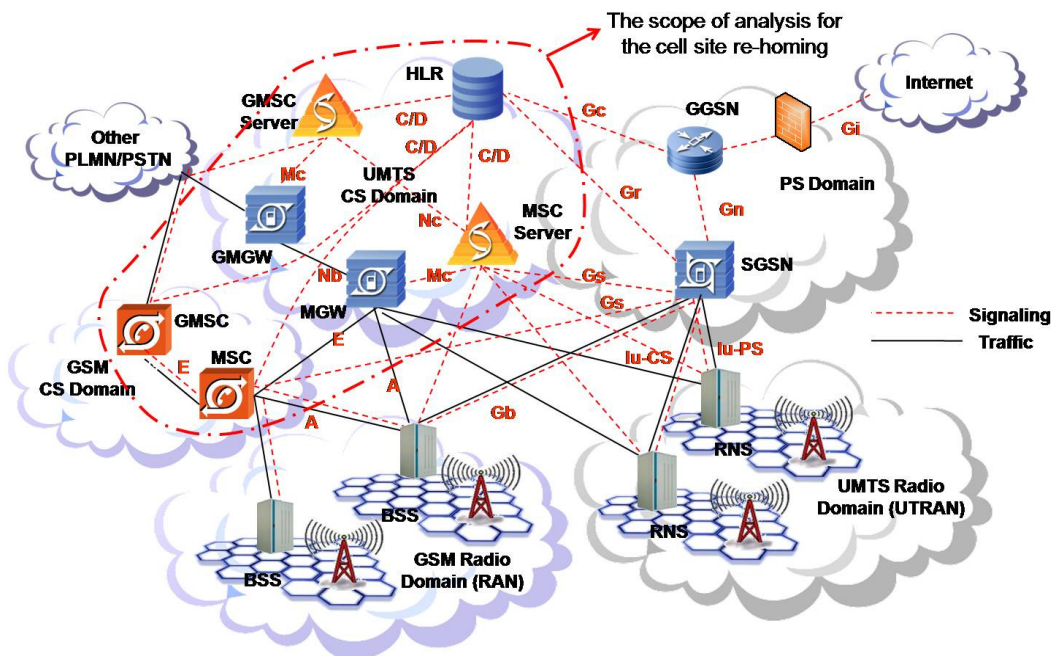 The scope of analysis for
the cell site re-homing
HLR
Internet
GMSC
Server
GGSN
Other
PLMN/PSTN
C/D
Gc
Gi
C/D
C/D
Mc
UMTS
CS Domain
Gr
PS Domain
Nc
MSC
Server
Gn
GMGW
Nb
Mc
Gs
SGSN
MGW
Gs
GMSC
Signaling
E
Iu-CS
Iu-PS
Traffic
E
MSC
GSM
CS Domain
A
A
Gb
RNS
BSS
RNS
UMTS Radio
Domain (UTRAN)
BSS
GSM Radio
Domain (RAN)